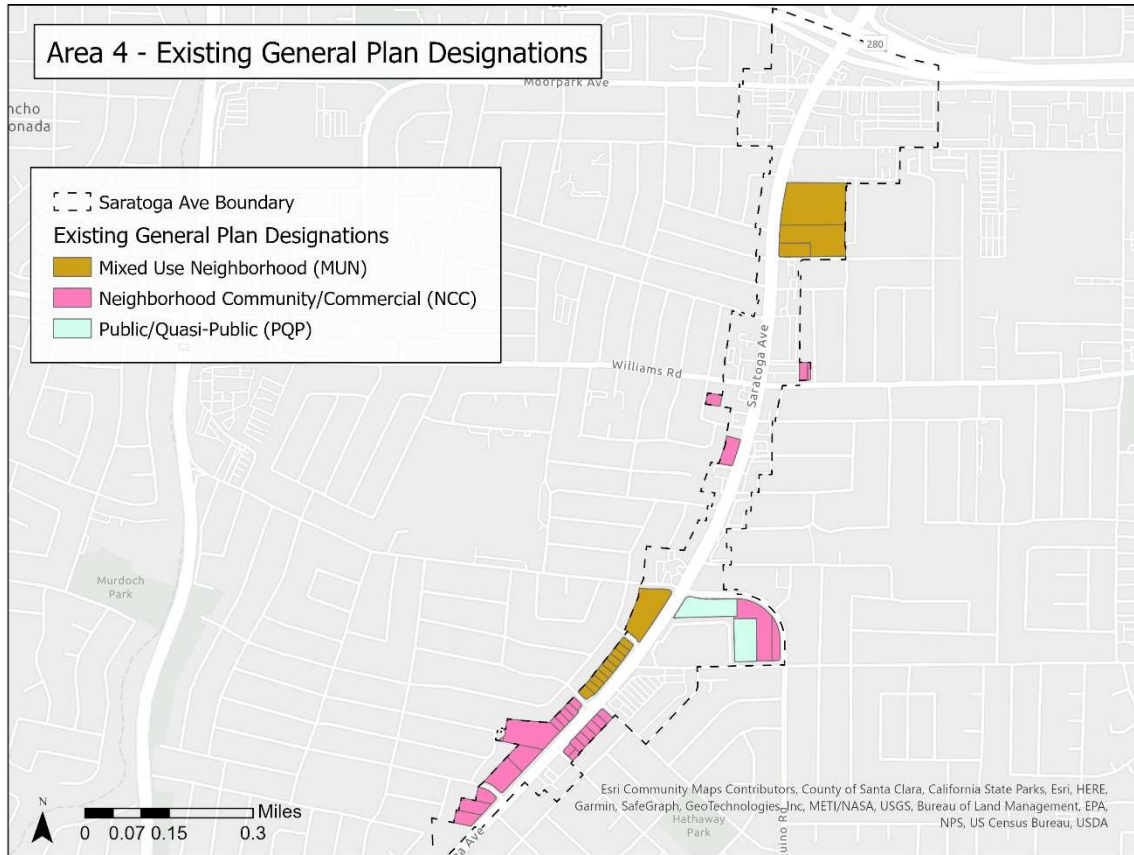 Area 4 - Existing General Plan Designations
280
Moorpark Ave
ncho
onada
Saratoga Ave Boundary
Existing General Plan Designations
Mixed Use Neighborhood (MUN)
Neighborhood Community/Commercial (NCC)
Public/Quasi-Public (PQP)
Williams Rd
Saratoga Ave
Murdoch
Park
N
Miles
0 0.07 0.15 0.3
ga Ave
Hathaway
Park
uino Rd
Esri Community Maps Contributors, County of Santa Clara, California State Parks, Esri, HERE,
Garmin, SafeGraph, GeoTechnologies, Inc, METI/NASA, USGS, Bureau of Land Management, EPA,
NPS, US Census Bureau, USDA